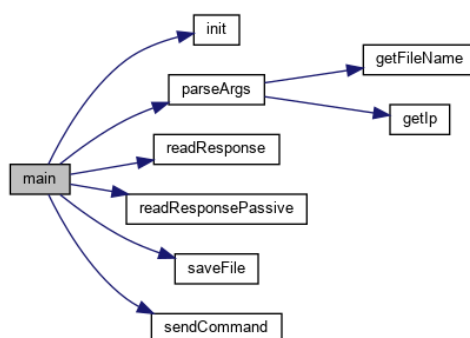 init
getFileName
parseArgs
getIp
readResponse
main
readResponsePassive
saveFile
sendCommand